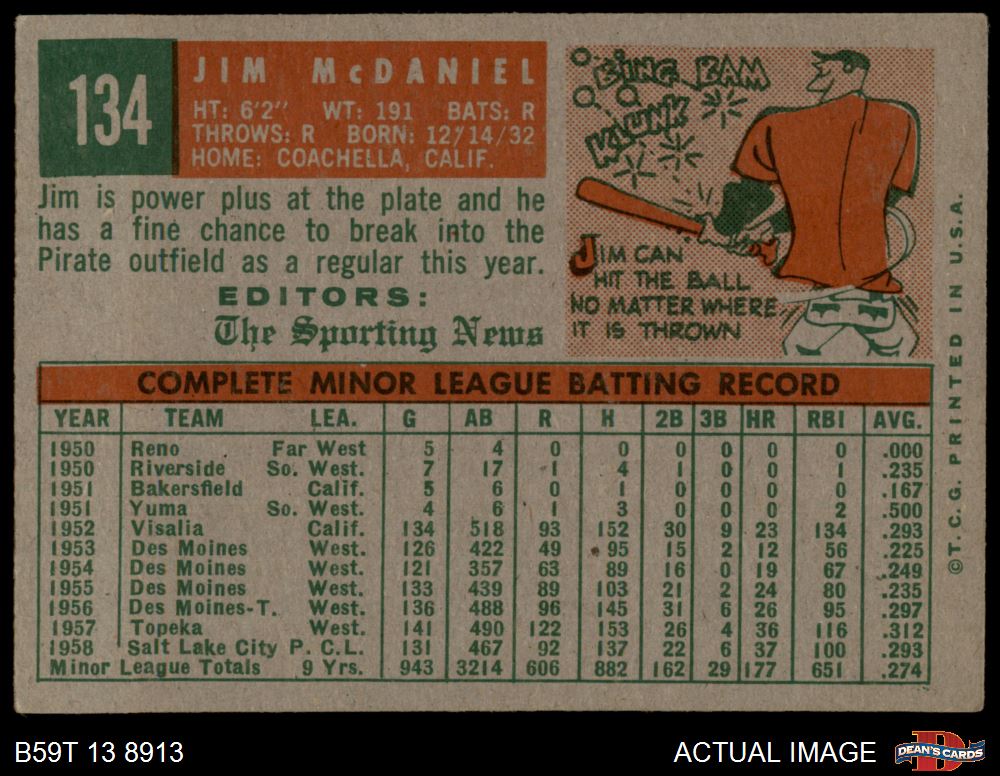 134
JIM McDANIEL
HT: 6'2" WT: 191 BATS: R
THROWS: R BORN: 12/14/32
HOME: COACHELLA, CALIF.
Jim is power plus at the plate and he
has a fine chance to break into the
Pirate outfield as a regular this year.
EDITORS:
The Sporting News
BING BAM
KLUNK
JIM CAN
HIT THE BALL
NO MATTER WHERE
IT IS THROWN
COMPLETE MINOR LEAGUE BATTING RECORD
YEAR TEAM LEA. G AB R H 2B 3B HR RBI AVG.
1950 Reno Far West 5 4 0 0 0 0 0 0 .000
1950 Riverside So. West. 7 17 1 4 1 0 0 1 .235
1951 Bakersfield Calif. 5 6 0 1 0 0 0 0 .167
1951 Yuma So. West. 4 6 1 3 0 0 0 2 .500
1952 Visalia Calif. 134 518 93 152 30 9 23 134 .293
1953 Des Moines West. 126 422 49 95 15 2 12 56 .225
1954 Des Moines West. 121 357 63 89 16 0 19 67 .249
1955 Des Moines West. 133 439 89 103 21 2 24 80 .235
1956 Des Moines-T. West. 136 488 96 145 31 6 26 95 .297
1957 Topeka West. 141 490 122 153 26 4 36 116 .312
1958 Salt Lake City P. C. L. 131 467 92 137 22 6 37 100 .293
Minor League Totals 9 Yrs. 943 3214 606 882 162 29 177 651 .274
©T. C. G. PRINTED IN U.S.A.
B59T 13 8913
ACTUAL IMAGE
D
DEAN'S CARDS